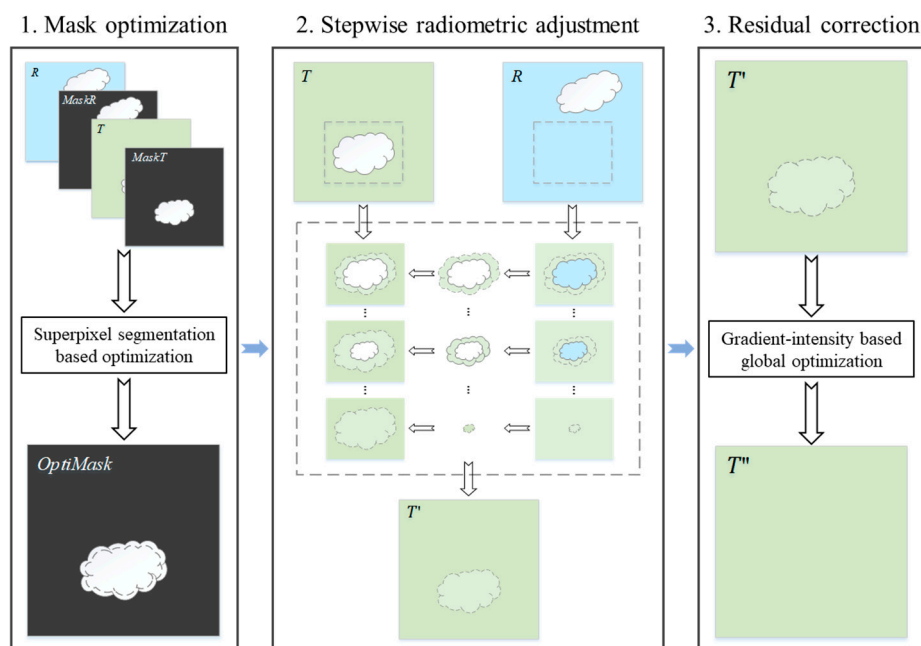 1. Mask optimization
R
MaskR
T
MaskT
Superpixel segmentation
based optimization
OptiMask
2. Stepwise radiometric adjustment
T
R
...
...
...
...
...
...
T'
3. Residual correction
T'
Gradient-intensity based
global optimization
T"